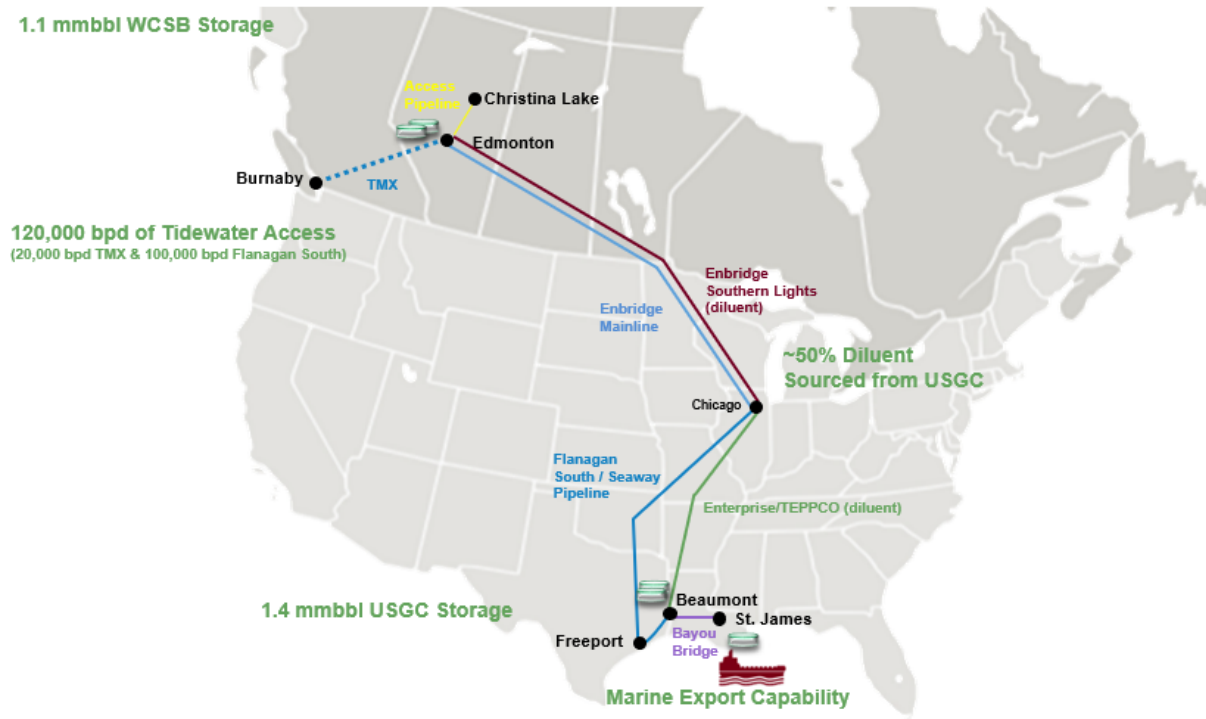 1.1 mmbbl WCSB Storage
Access
Pipeline
Christina Lake
Edmonton
Burnaby
TMX
120,000 bpd of Tidewater Access
(20,000 bpd TMX & 100,000 bpd Flanagan South)
Enbridge
Southern Lights
(diluent)
Enbridge
Mainline
~50% Diluent
Sourced from USGC
Chicago
Flanagan
South / Seaway
Pipeline
Enterprise/TEPPCO (diluent)
1.4 mmbbl USGC Storage
Beaumont
St. James
Freeport
Bayou
Bridge
Marine Export Capability